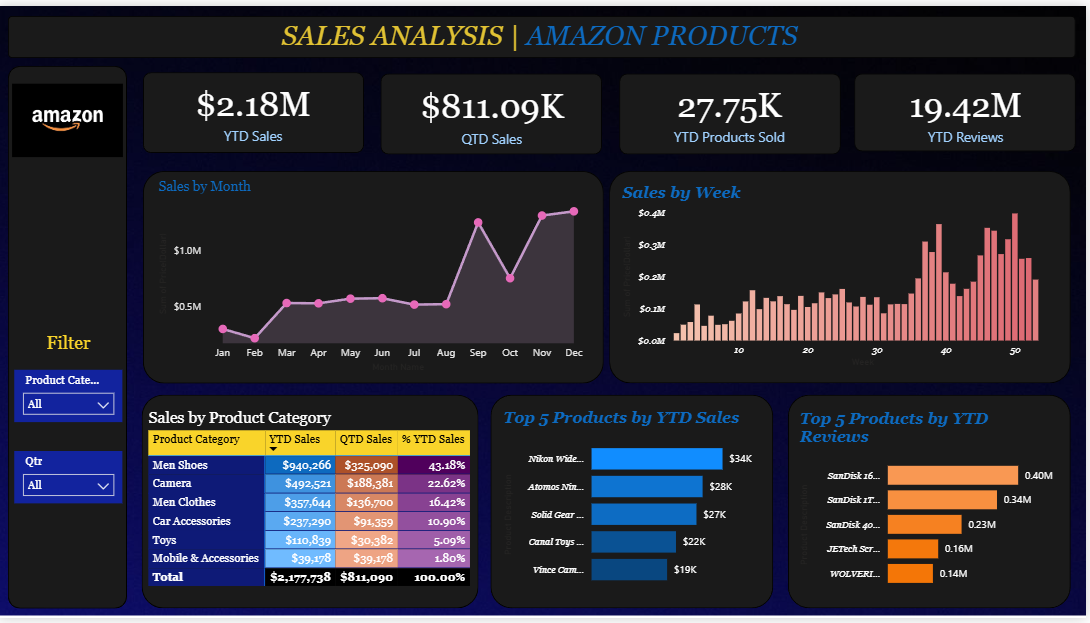 SALES ANALYSIS | AMAZON PRODUCTS
amazon
$2.18M
YTD Sales
$811.09K
QTD Sales
27.75K
YTD Products Sold
19.42M
YTD Reviews
Filter
Product Cate...
All
Qtr
All
Sales by Month
$1.0M
$0.5M
Jan Feb Mar Apr May Jun Jul Aug Sep Oct Nov Dec
Sales by Week
$0.4M
$0.3M
$0.2M
$0.1M
$0.0M
10 20 30 40 50
Sales by Product Category
Product Category YTD Sales QTD Sales % YTD Sales
Men Shoes $940,266 $325,090 43.18%
Camera $492,521 $188,381 22.62%
Men Clothes $357,644 $136,700 16.42%
Car Accessories $237,290 $91,359 10.90%
Toys $110,839 $30,382 5.09%
Mobile & Accessories $39,178 $39,178 1.80%
Total $2,177,738 $811,090 100.00%
Top 5 Products by YTD Sales
Nikon Wide... $34K
Atomos Nin... $28K
Solid Gear ... $27K
Canal Toys ... $22K
Vince Cam... $19K
Top 5 Products by YTD
Reviews
SanDisk 16... 0.40M
SanDisk 1T... 0.34M
SanDisk 40... 0.23M
JETech Scr... 0.16M
WOLVERI... 0.14M